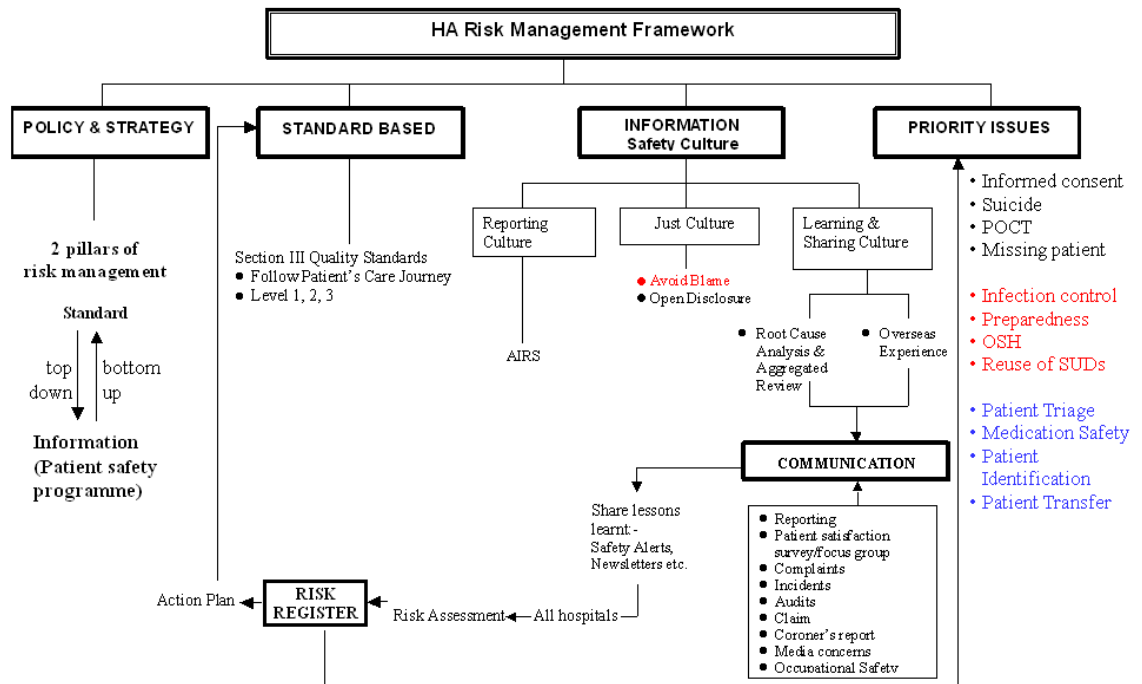 HA Risk Management Framework
POLICY & STRATEGY
2 pillars of
risk management
Standard
top
down
bottom
up
Information
(Patient safety
programme)
STANDARD BASED
Section III Quality Standards
● Follow Patient's Care Journey
● Level 1, 2, 3
INFORMATION
Safety Culture
Reporting
Culture
AIRS
Just Culture
● Avoid Blame
● Open Disclosure
Learning &
Sharing Culture
● Root Cause
Analysis &
Aggregated
Review
● Overseas
Experience
PRIORITY ISSUES
• Informed consent
• Suicide
• POCT
• Missing patient
• Infection control
• Preparedness
• OSH
• Reuse of SUDs
• Patient Triage
• Medication Safety
• Patient
Identification
• Patient Transfer
COMMUNICATION
● Reporting
● Patient satisfaction
survey/focus group
● Complaints
● Incidents
● Audits
● Claim
● Coroner's report
● Media concerns
● Occupational Safety
Share lessons
learnt:-
Safety Alerts,
Newsletters etc.
All hospitals
Risk Assessment
RISK
REGISTER
Action Plan